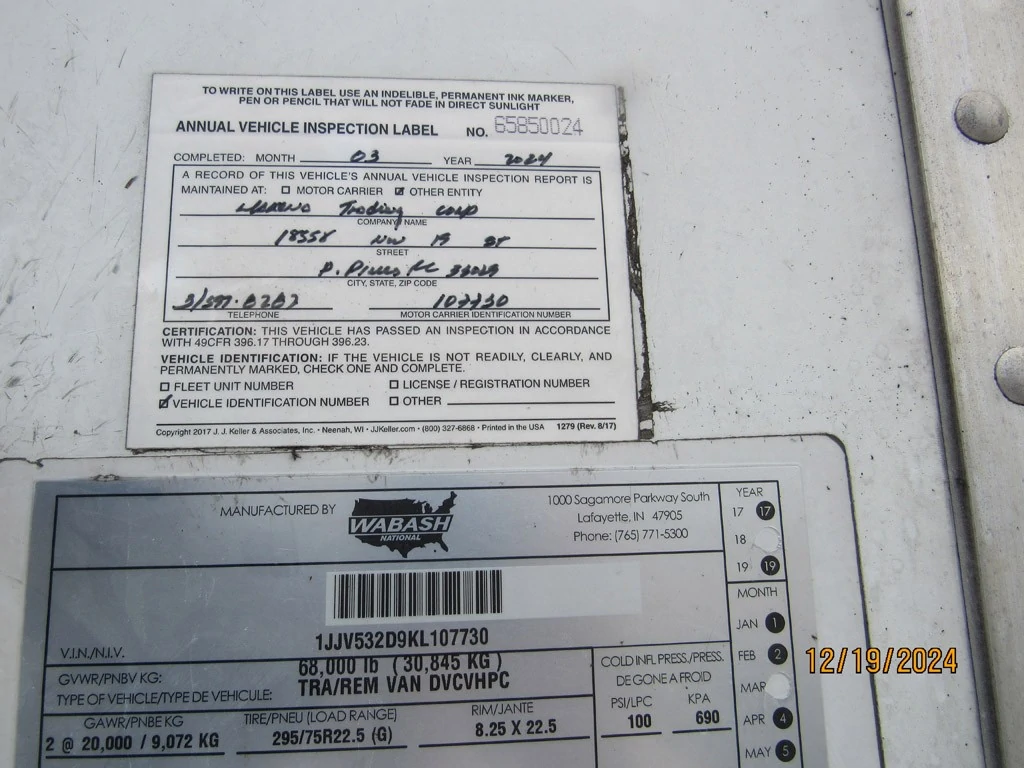 TO WRITE ON THIS LABEL USE AN INDELIBLE, PERMANENT INK MARKER,
PEN OR PENCIL THAT WILL NOT FADE IN DIRECT SUNLIGHT
ANNUAL VEHICLE INSPECTION LABEL NO. 65850024
COMPLETED: MONTH 03 YEAR 2024
A RECORD OF THIS VEHICLE'S ANNUAL VEHICLE INSPECTION REPORT IS
MAINTAINED AT: MOTOR CARRIER OTHER ENTITY
Trading Corp
COMPANY NAME
NW 19 ST
STREET
P. Pines FL
CITY, STATE, ZIP CODE
107730
TELEPHONE MOTOR CARRIER IDENTIFICATION NUMBER
CERTIFICATION: THIS VEHICLE HAS PASSED AN INSPECTION IN ACCORDANCE
WITH 49CFR 396.17 THROUGH 396.23.
VEHICLE IDENTIFICATION: IF THE VEHICLE IS NOT READILY, CLEARLY, AND
PERMANENTLY MARKED, CHECK ONE AND COMPLETE.
FLEET UNIT NUMBER LICENSE / REGISTRATION NUMBER
VEHICLE IDENTIFICATION NUMBER OTHER
Copyright 2017 J. J. Keller & Associates, Inc. • Neenah, WI • JJKeller.com • (800) 327-6868 • Printed in the USA 1279 (Rev. 8/17)
MANUFACTURED BY WABASH NATIONAL
1000 Sagamore Parkway South
Lafayette, IN 47905
Phone: (765) 771-5300
YEAR
17 17
18
19 19
MONTH
JAN 1
FEB 2
MAR
APR 4
MAY 5
V.I.N./N.I.V. 1JJV532D9KL107730
GVWR/PNBV KG: 68,000 lb ( 30,845 KG )
TYPE OF VEHICLE/TYPE DE VEHICULE: TRA/REM VAN DVCVHPC
COLD INFL PRESS./PRESS.
DE GONE A FROID
PSI/LPC KPA
100 690
GAWR/PNBE KG TIRE/PNEU (LOAD RANGE) RIM/JANTE
2 @ 20,000 / 9,072 KG 295/75R22.5 (G) 8.25 X 22.5
12/19/2024